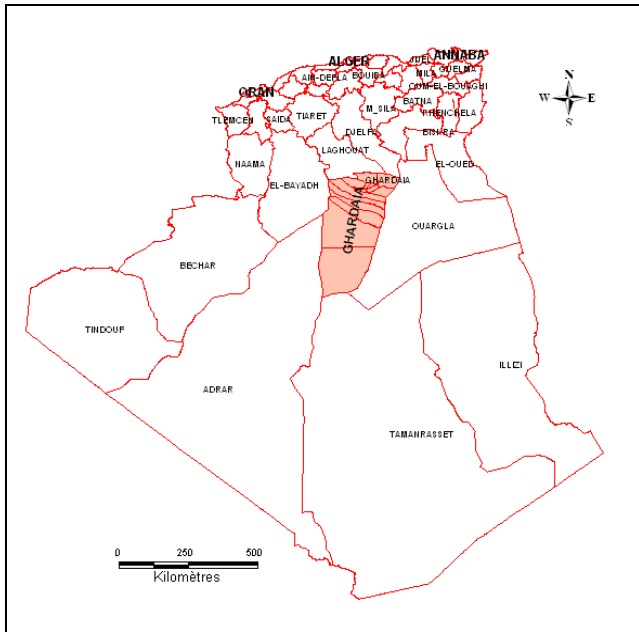 ALGER
ANNABA
JIJEL
GUELMA
MILA
AIN-DEFLA
BOUIRA
OUM-EL-BOUAGHI
ORAN
BATNA
KHENCHELA
M_SILA
TIARET
SAIDA
TLEMCEN
DJELFA
BISKRA
LAGHOUAT
NAAMA
EL-OUED
EL-BAYADH
GHARDAIA
GHARDAIA
OUARGLA
BECHAR
TINDOUF
ADRAR
ILLIZI
TAMANRASSET
N
W E
S
0 250 500
Kilomètres